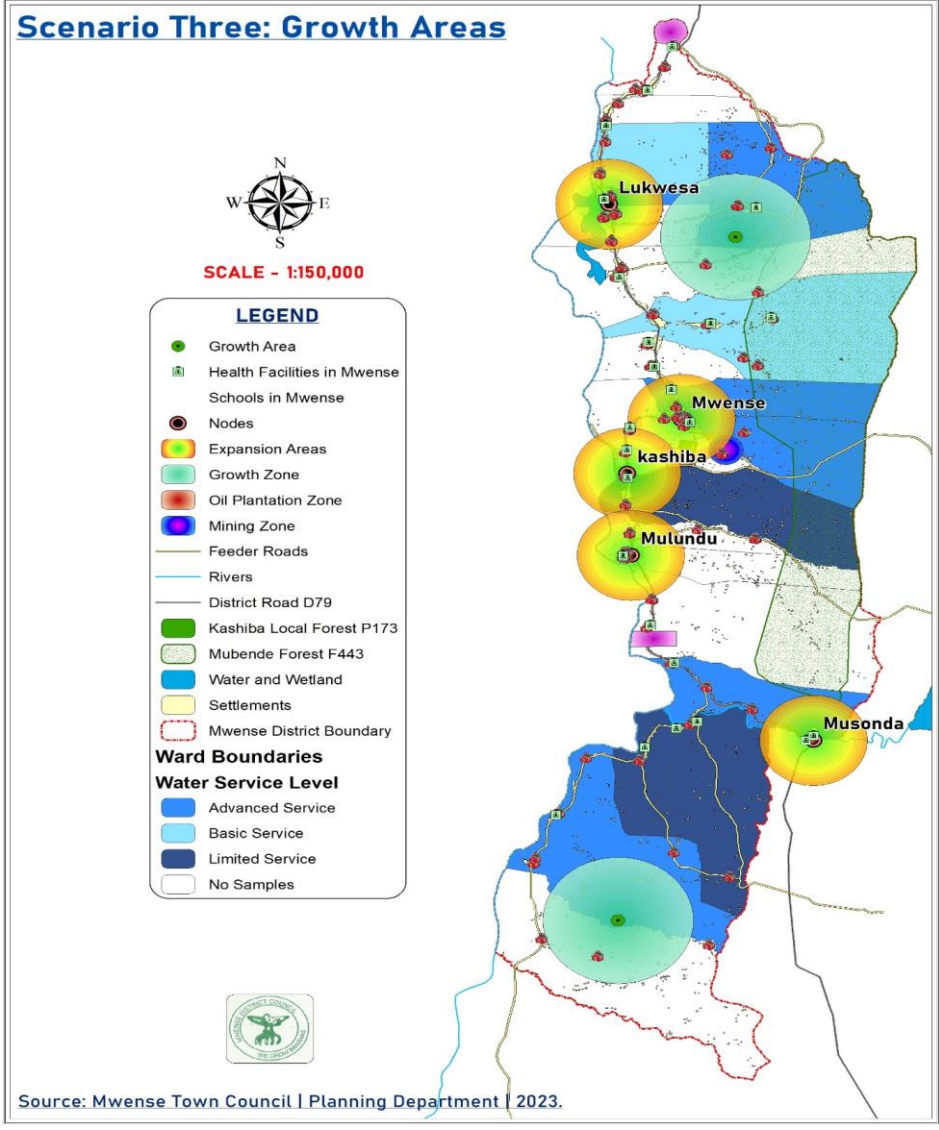 Scenario Three: Growth Areas
N
W E
S
SCALE - 1:150,000
LEGEND
Growth Area
Health Facilities in Mwense
Schools in Mwense
Nodes
Expansion Areas
Growth Zone
Oil Plantation Zone
Mining Zone
Feeder Roads
Rivers
District Road D79
Kashiba Local Forest P173
Mubende Forest F443
Water and Wetland
Settlements
Mwense District Boundary
Ward Boundaries
Water Service Level
Advanced Service
Basic Service
Limited Service
No Samples
Lukwesa
Mwense
kashiba
Mulundu
Musonda
MWENSE DISTRICT COUNCIL
Source: Mwense Town Council | Planning Department | 2023.